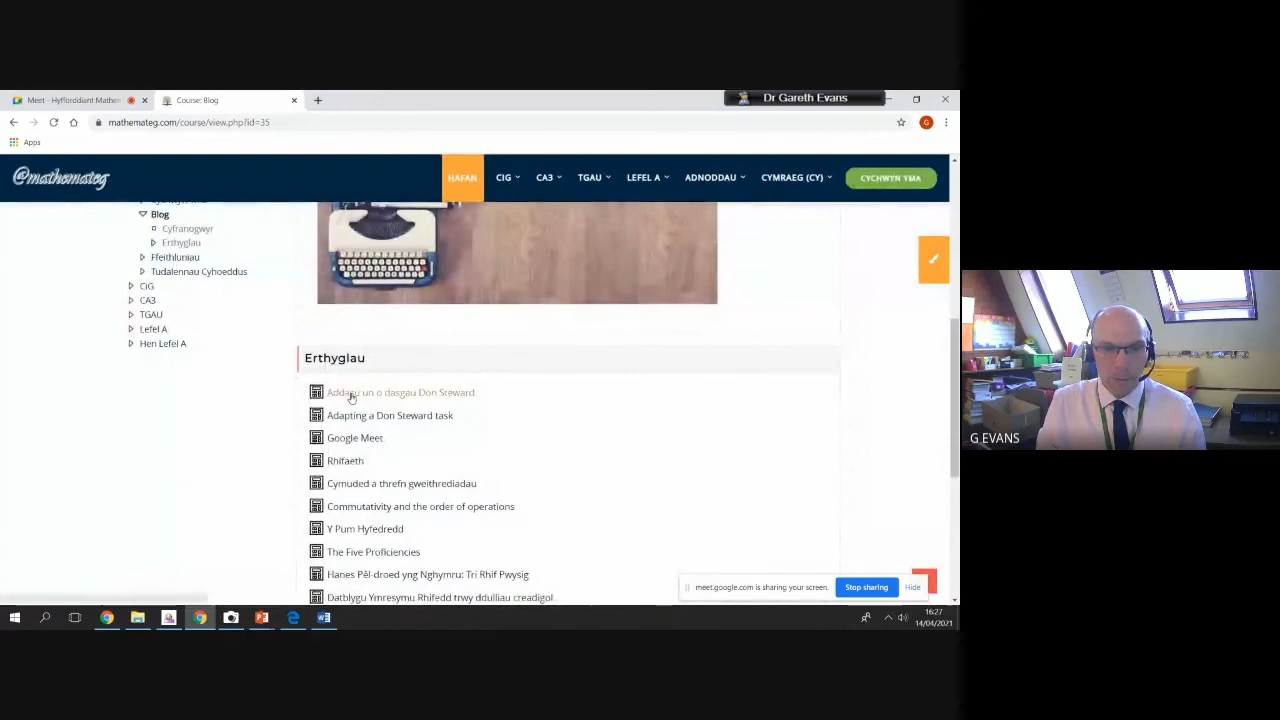 Meet - Hyfforddiant Mathem
Course: Blog
Dr Gareth Evans
mathemateg.com/course/view.php?id=35
G
Apps
@mathemateg
HAFAN
CIG
CA3
TGAU
LEFEL A
ADNODDAU
CYMRAEG (CY)
CYCHWYN YMA
Blog
Cyfranogwyr
Erthyglau
Ffeithluniau
Tudalennau Cyhoeddus
CiG
CA3
TGAU
Lefel A
Hen Lefel A
Erthyglau
Addasu un o dasgau Don Steward
Adapting a Don Steward task
Google Meet
Rhifaeth
Cymuded a threfn gweithrediadau
Commutativity and the order of operations
Y Pum Hyfedredd
The Five Proficiencies
Hanes Pêl-droed yng Nghymru: Tri Rhif Pwysig
Datblygu Ymresymu Rhifedd trwy ddulliau creadigol
meet.google.com is sharing your screen.
Stop sharing
Hide
16:27
14/04/2021
G EVANS